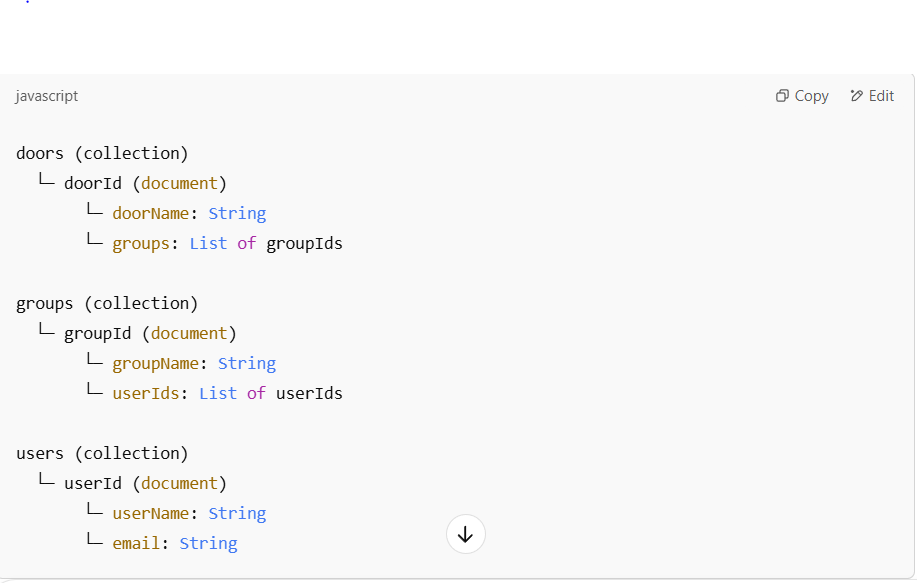 javascript
Copy
Edit
doors (collection)
└─ doorId (document)
└─ doorName: String
└─ groups: List of groupIds
groups (collection)
└─ groupId (document)
└─ groupName: String
└─ userIds: List of userIds
users (collection)
└─ userId (document)
└─ userName: String
└─ email: String